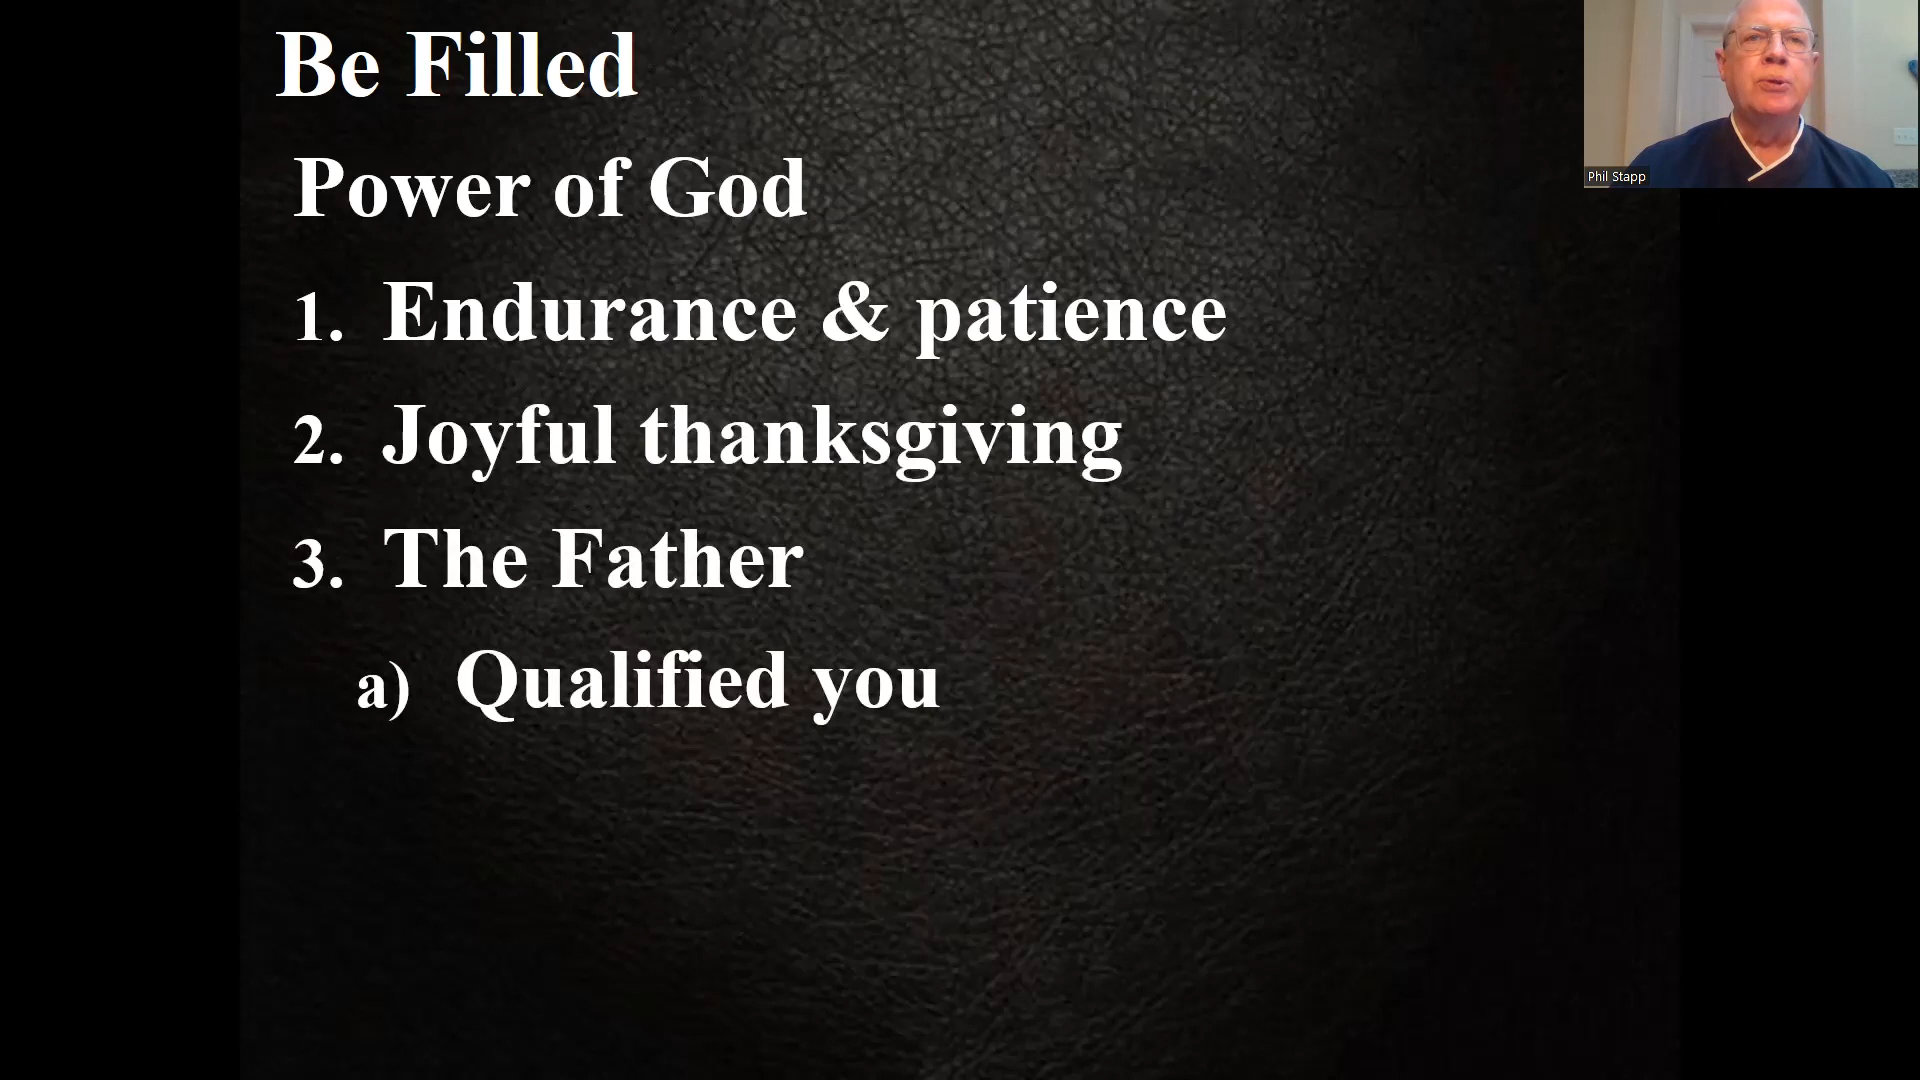 Be Filled
Power of God
1. Endurance & patience
2. Joyful thanksgiving
3. The Father
a) Qualified you
Phil Stapp